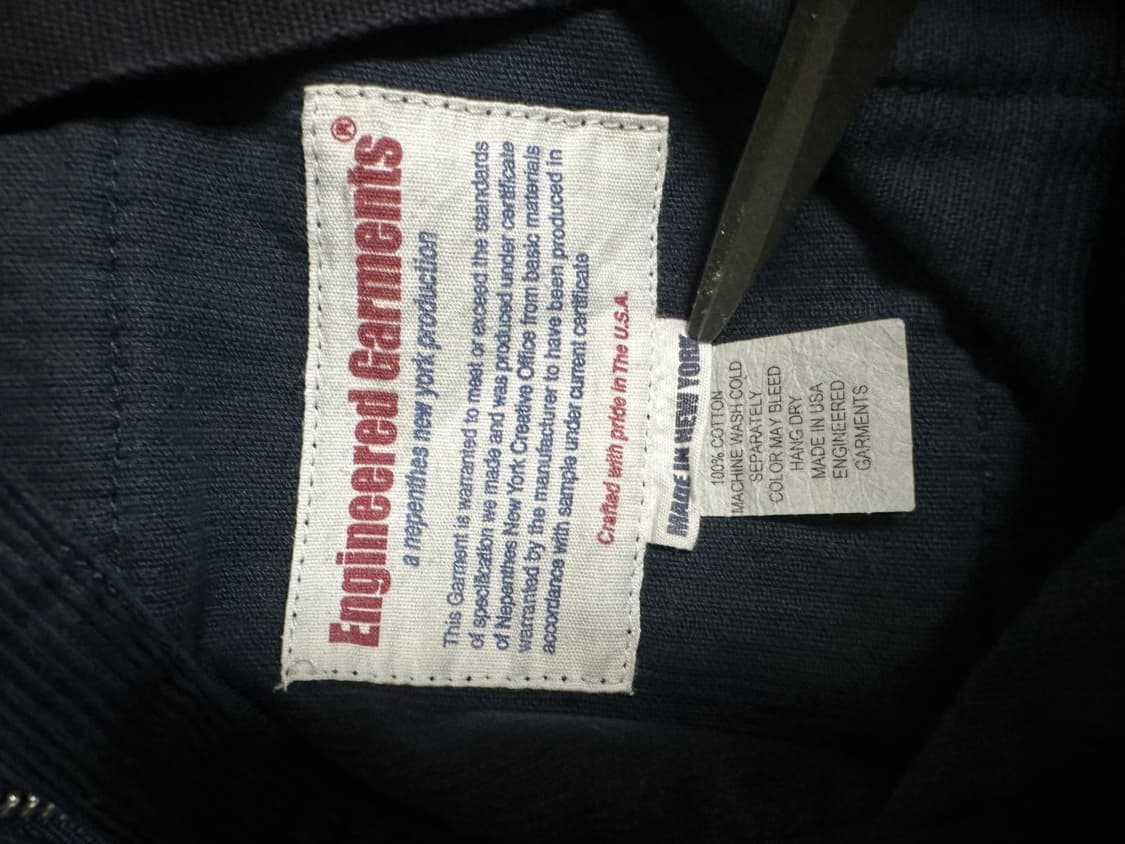 Engineered Garments®
a nepenthes new york production
This Garment is warranted to meet or exceed the standards
of specification we made and was produced under certificate
of Nepenthes New York Creative Office from basic materials
warranted by the manufacturer to have been produced in
accordance with sample under current certificate
Crafted with pride In The U.S.A.
MADE IN NEW YORK
100% COTTON
MACHINE WASH COLD
SEPARATELY
COLOR MAY BLEED
HANG DRY
MADE IN USA
ENGINEERED
GARMENTS